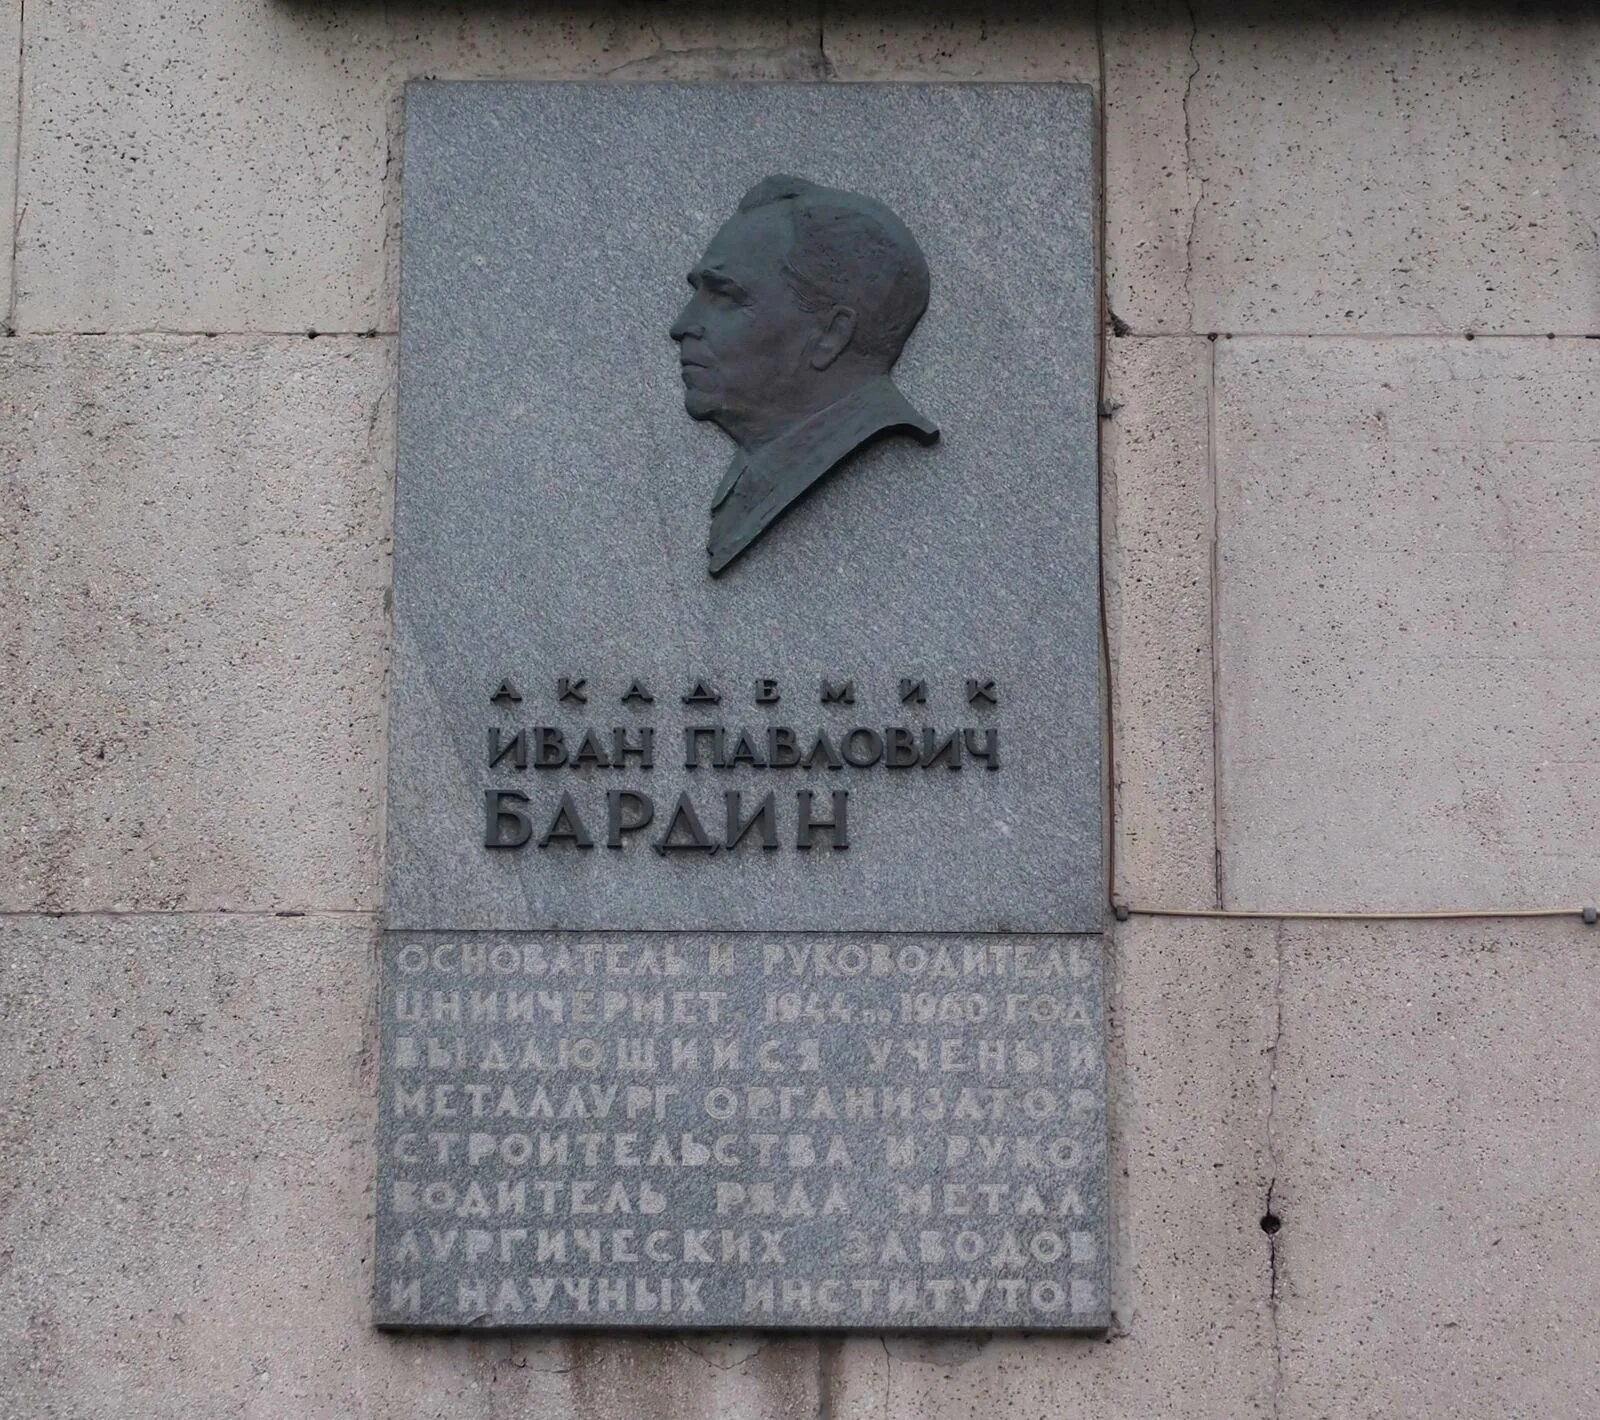 АКАДЕМИК
ИВАН ПАВЛОВИЧ
БАРДИН
ОСНОВАТЕЛЬ И РУКОВОДИТЕЛЬ
ЦНИИЧЕРМЕТ с 1944 по 1960 ГОД
ВЫДАЮЩИЙСЯ УЧЕНЫЙ
МЕТАЛЛУРГ ОРГАНИЗАТОР
СТРОИТЕЛЬСТВА И РУКО-
ВОДИТЕЛЬ РЯДА МЕТАЛ
ЛУРГИЧЕСКИХ ЗАВОДОВ
И НАУЧНЫХ ИНСТИТУТОВ